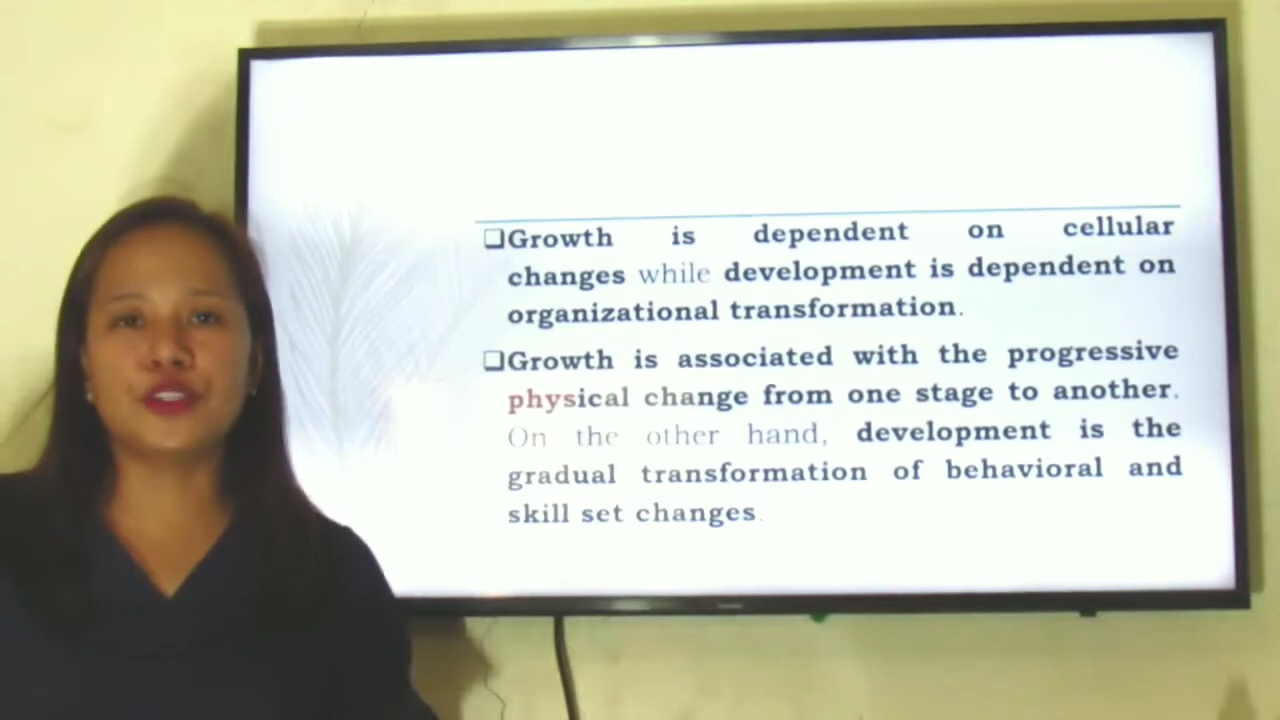 ❑Growth is dependent on cellular
changes while development is dependent on
organizational transformation.
❑Growth is associated with the progressive
physical change from one stage to another.
On the other hand, development is the
gradual transformation of behavioral and
skill set changes.